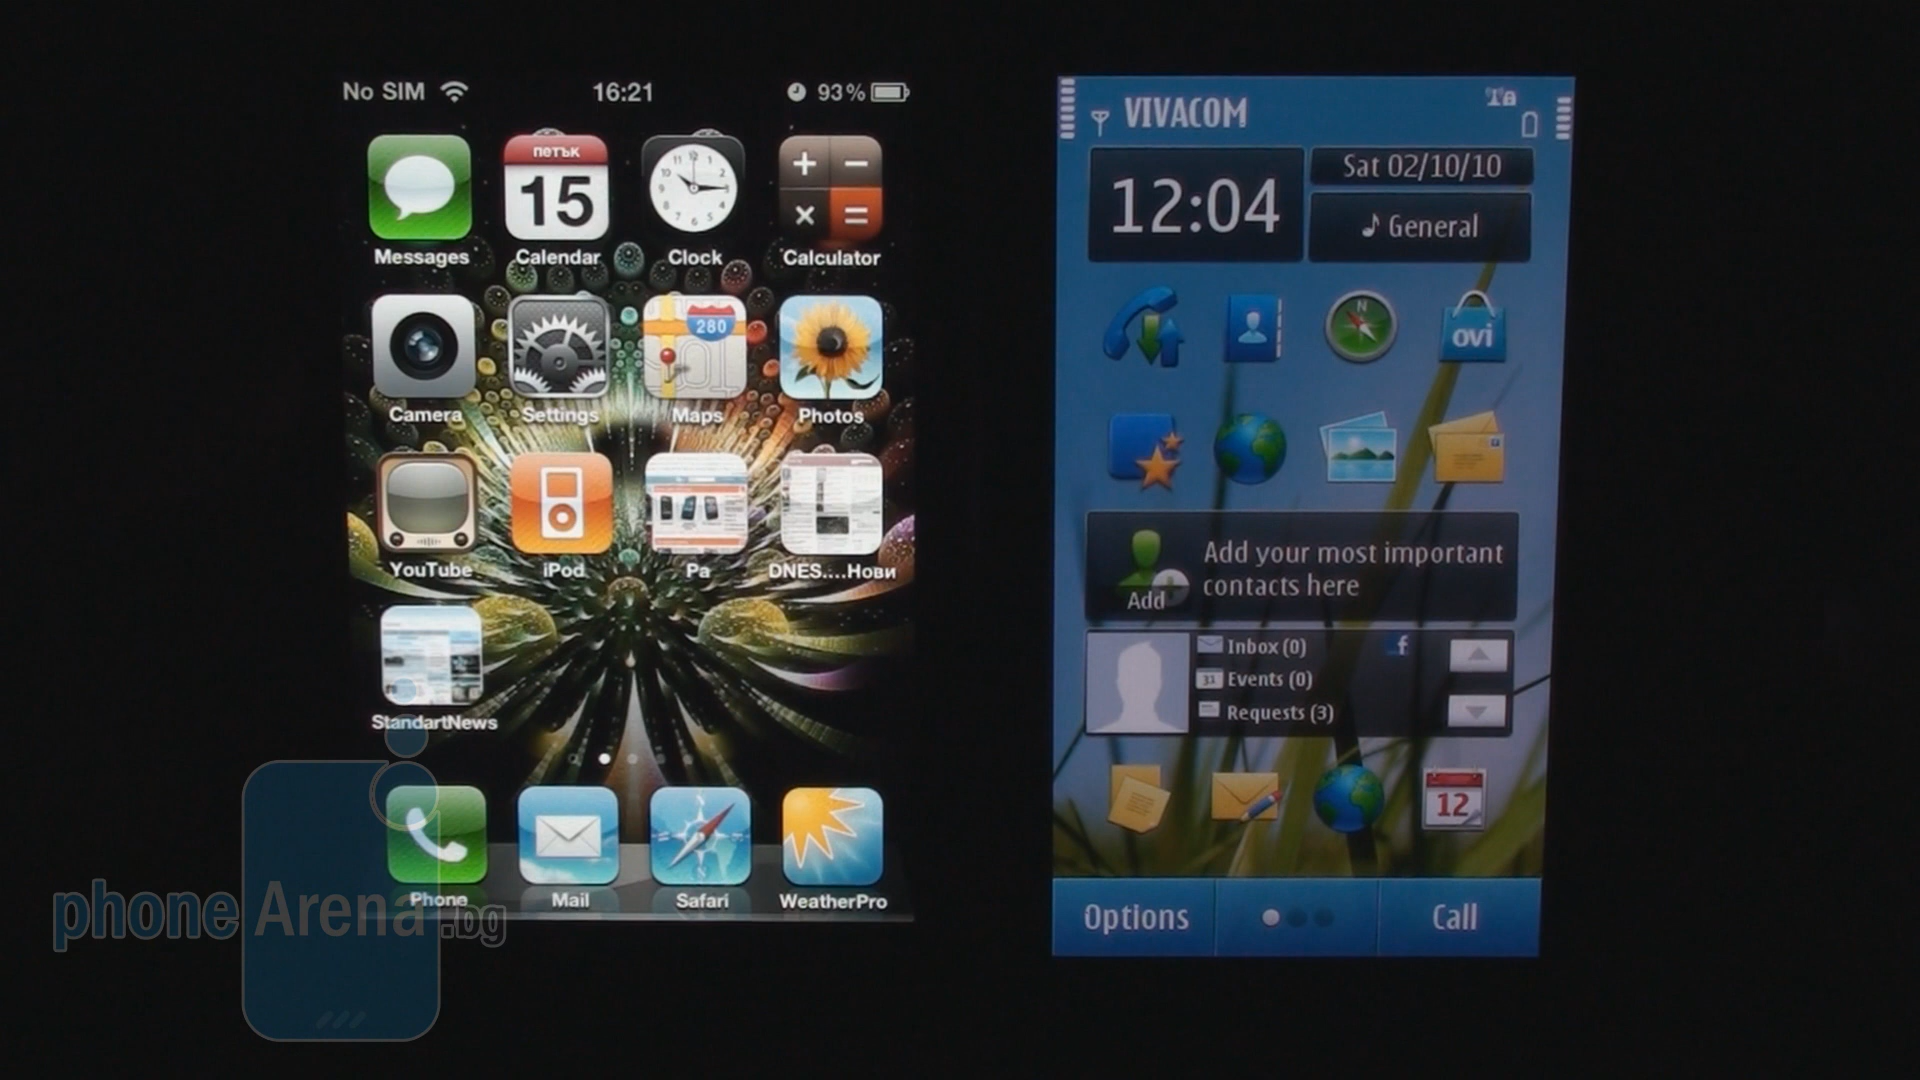 No SIM 16:21 93%
петък
15
Messages Calendar Clock Calculator
280
Camera Settings Maps Photos
YouTube iPod Pa DNES....Нови
StandartNews
Phone Mail Safari WeatherPro
VIVACOM
12:04
Sat 02/10/10
General
ovi
Add your most important
contacts here
Add
Inbox (0)
31 Events (0)
Requests (3)
12
Options Call
phoneArena.bg